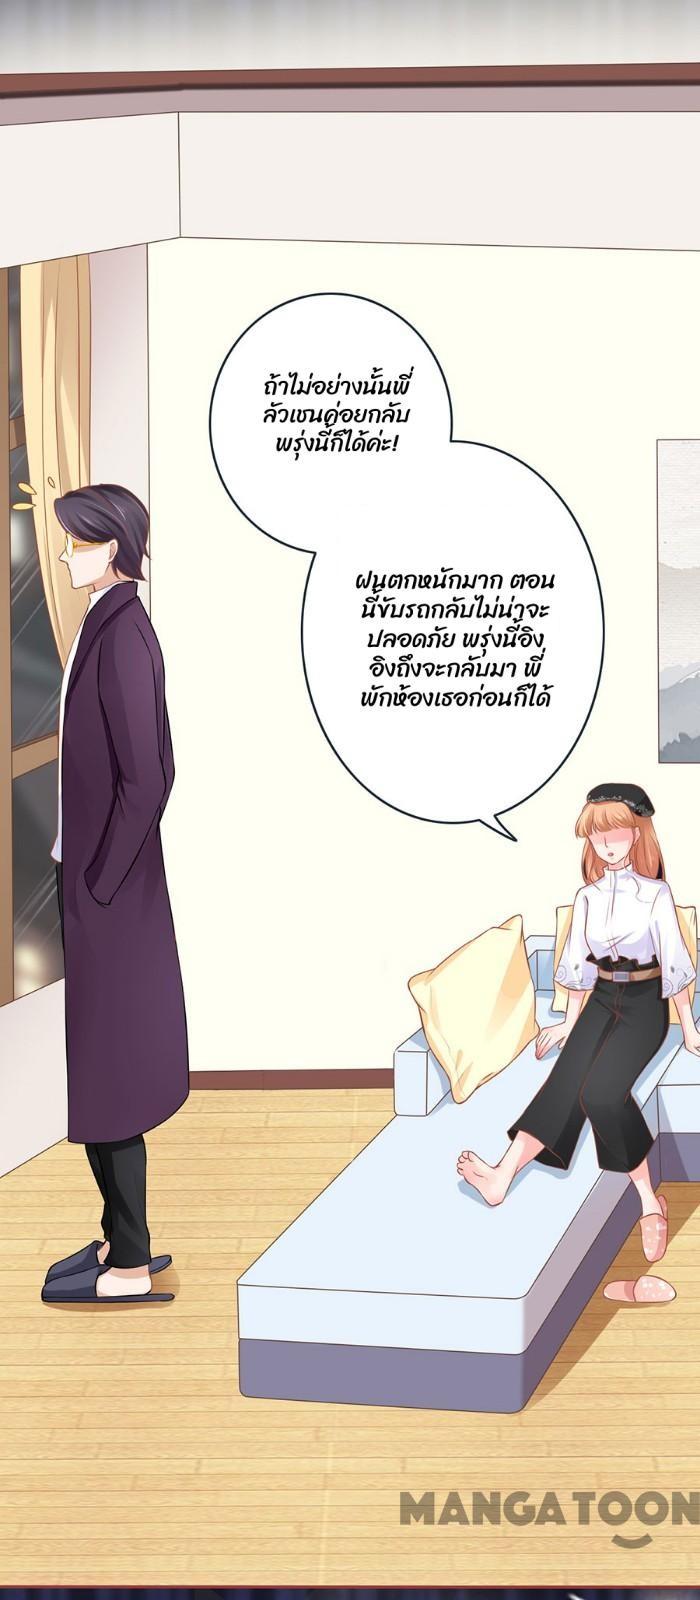 ถ้าไม่อย่างนั้นพี่
ลัวเชนค่อยกลับ
พรุ่งนี้ก็ได้ค่ะ!
ฝนตกหนักมาก ตอน
นี้ขับรถกลับไม่น่าจะ
ปลอดภัย พรุ่งนี้อิง
อิงถึงจะกลับมา พี่
พักห้องเธอก่อนก็ได้
MANGATOON